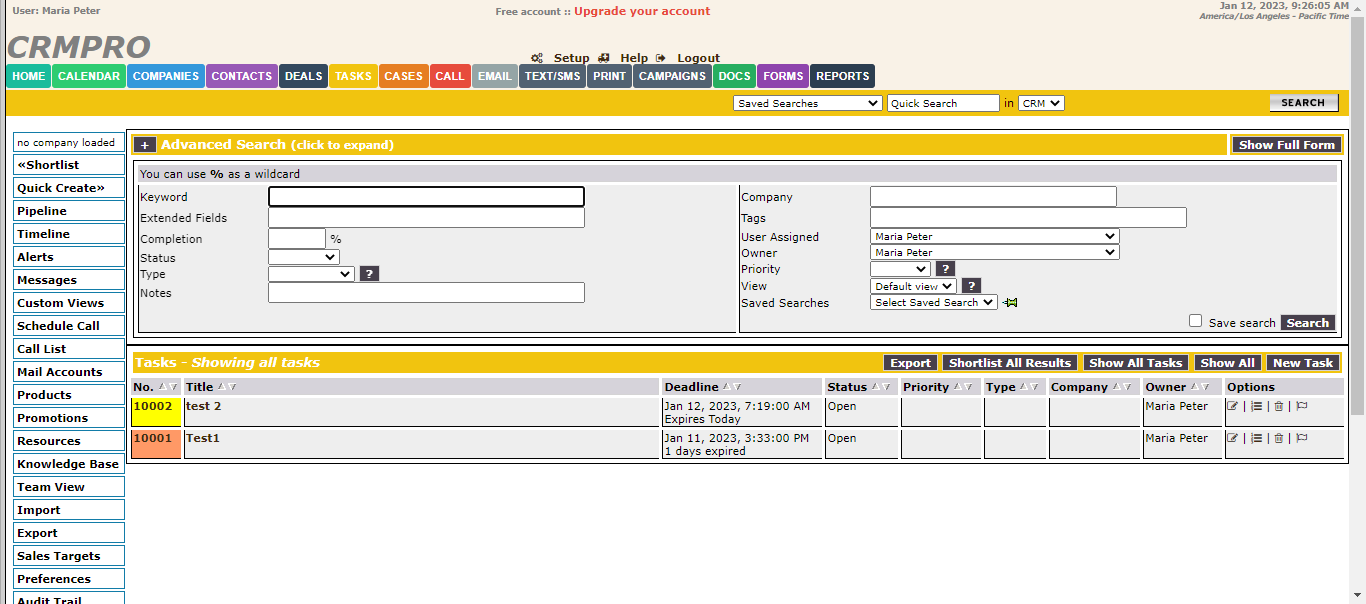 User: Maria Peter
Free account :: Upgrade your account
Jan 12, 2023, 9:26:05 AM
America/Los Angeles - Pacific Time
CRMPRO
Setup Help Logout
HOME CALENDAR COMPANIES CONTACTS DEALS TASKS CASES CALL EMAIL TEXT/SMS PRINT CAMPAIGNS DOCS FORMS REPORTS
Saved Searches Quick Search in CRM SEARCH
no company loaded
«Shortlist
Quick Create»
Pipeline
Timeline
Alerts
Messages
Custom Views
Schedule Call
Call List
Mail Accounts
Products
Promotions
Resources
Knowledge Base
Team View
Import
Export
Sales Targets
Preferences
Audit Trail
+ Advanced Search (click to expand) Show Full Form
You can use % as a wildcard
Keyword
Extended Fields
Completion %
Status
Type ?
Notes
Company
Tags
User Assigned Maria Peter
Owner Maria Peter
Priority ?
View Default view ?
Saved Searches Select Saved Search
Save search Search
Tasks - Showing all tasks Export Shortlist All Results Show All Tasks Show All New Task
No. Title Deadline Status Priority Type Company Owner Options
10002 test 2 Jan 12, 2023, 7:19:00 AM Open Maria Peter | | |
Expires Today
10001 Test1 Jan 11, 2023, 3:33:00 PM Open Maria Peter | | |
1 days expired